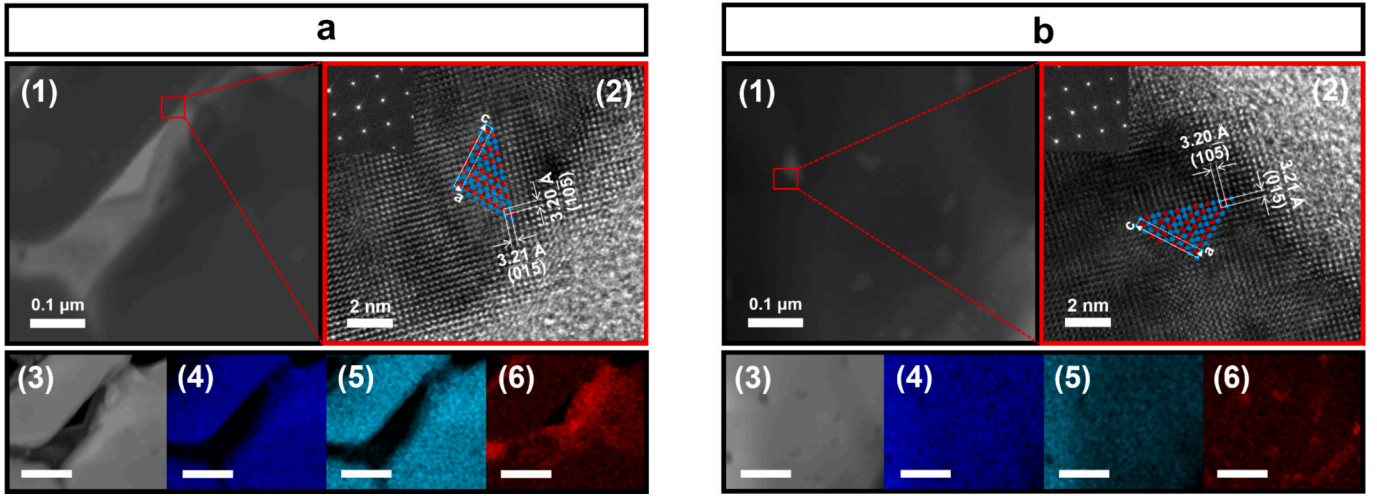 a
(1)
(2)
c
a
3.20 A
(105)
3.21 A
(015)
0.1 µm
2 nm
(3)
(4)
(5)
(6)
b
(1)
(2)
3.20 A
(105)
3.21 A
(015)
c
a
0.1 µm
2 nm
(3)
(4)
(5)
(6)